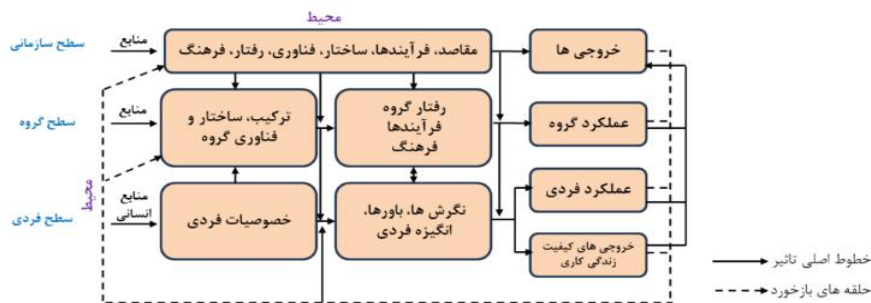 محیط
سطح سازمانی
منابع
مقاصد، فرآیندها، ساختار، فناوری، رفتار، فرهنگ
خروجی ها
سطح گروه
منابع
ترکیب، ساختار و
فناوری گروه
رفتار گروه
فرآیندها
فرهنگ
عملکرد گروه
محیط
سطح فردی
منابع
انسانی
خصوصیات فردی
نگرش ها، باورها،
انگیزه فردی
عملکرد فردی
خروجی های کیفیت
زندگی کاری
خطوط اصلی تاثیر
حلقه های بازخورد